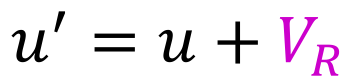 u′ = u + V_R